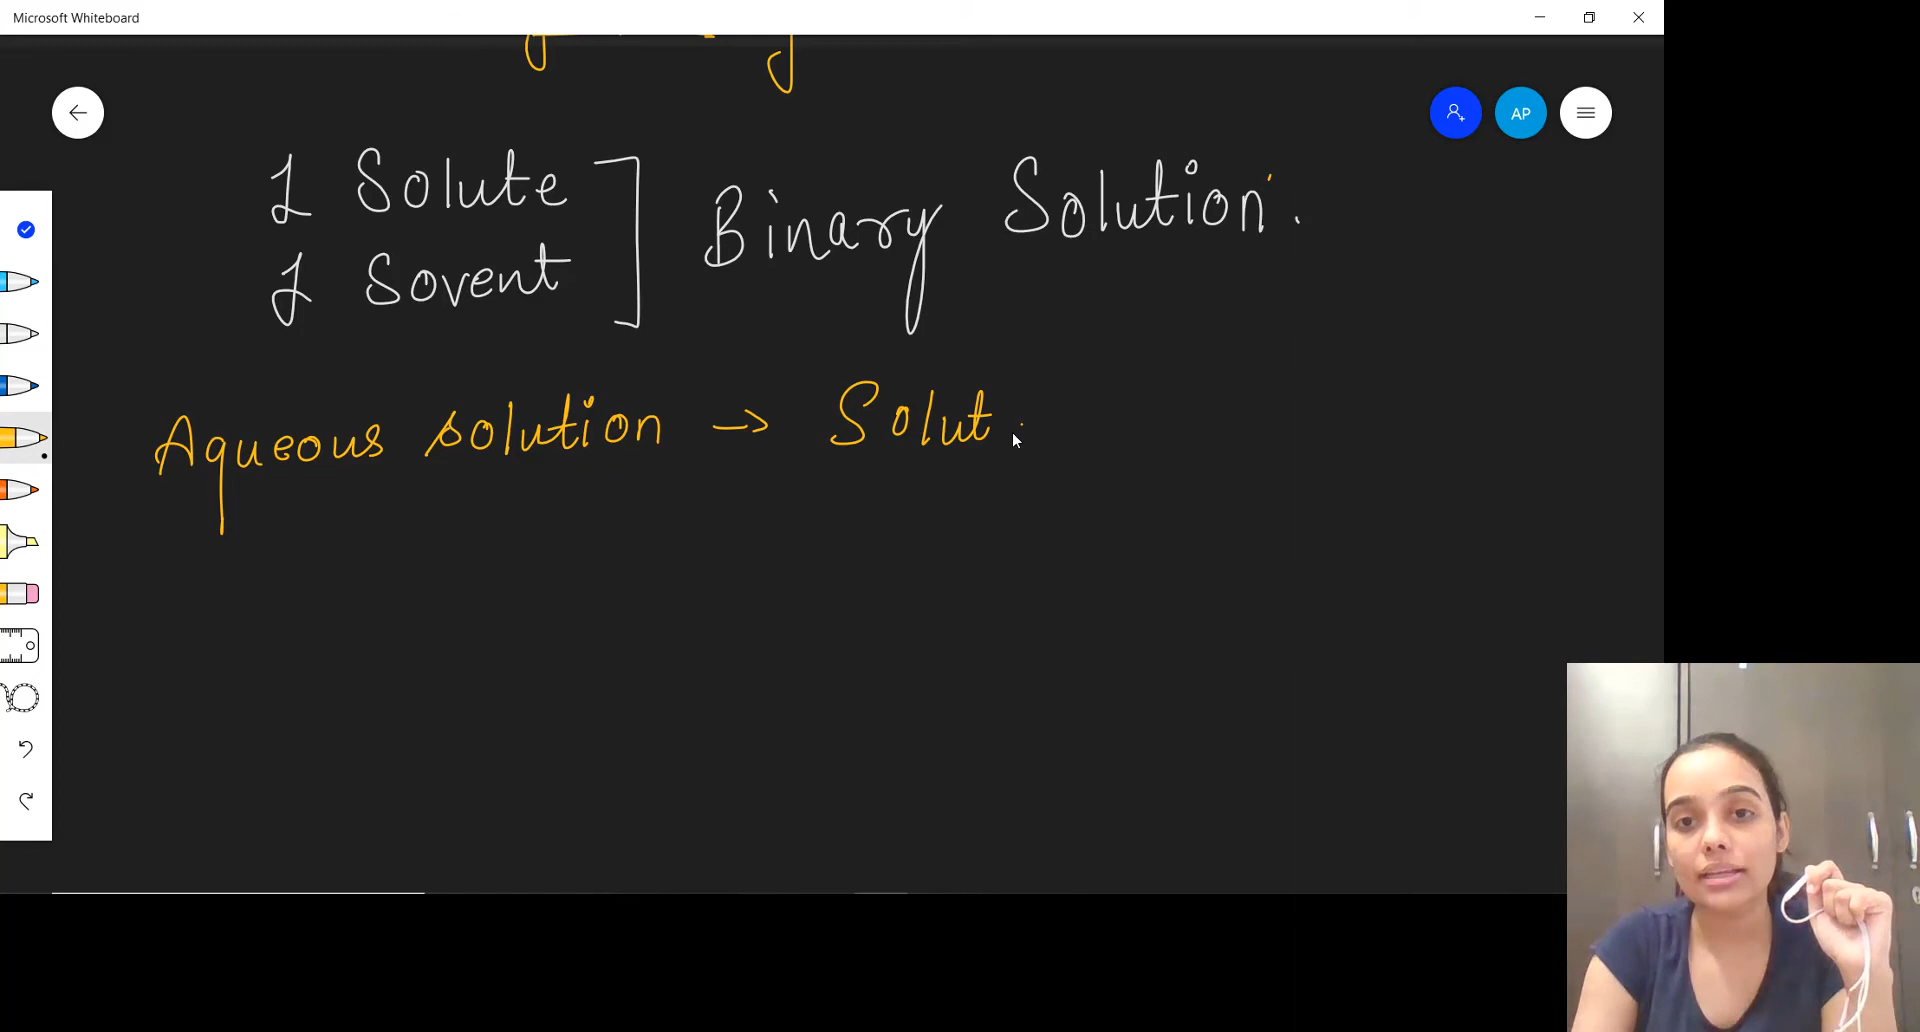 Microsoft Whiteboard
AP
1 Solute
1 Sovent
Binary Solution.
Aqueous solution → Solut